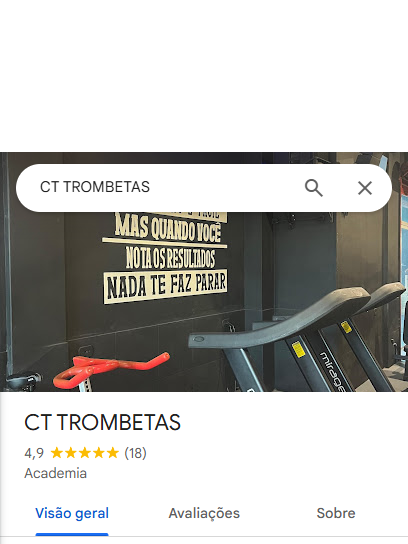 CT TROMBETAS
MAS QUANDO VOCÊ
NOTA OS RESULTADOS
NADA TE FAZ PARAR
mirage
CT TROMBETAS
4,9 (18)
Academia
Visão geral
Avaliações
Sobre